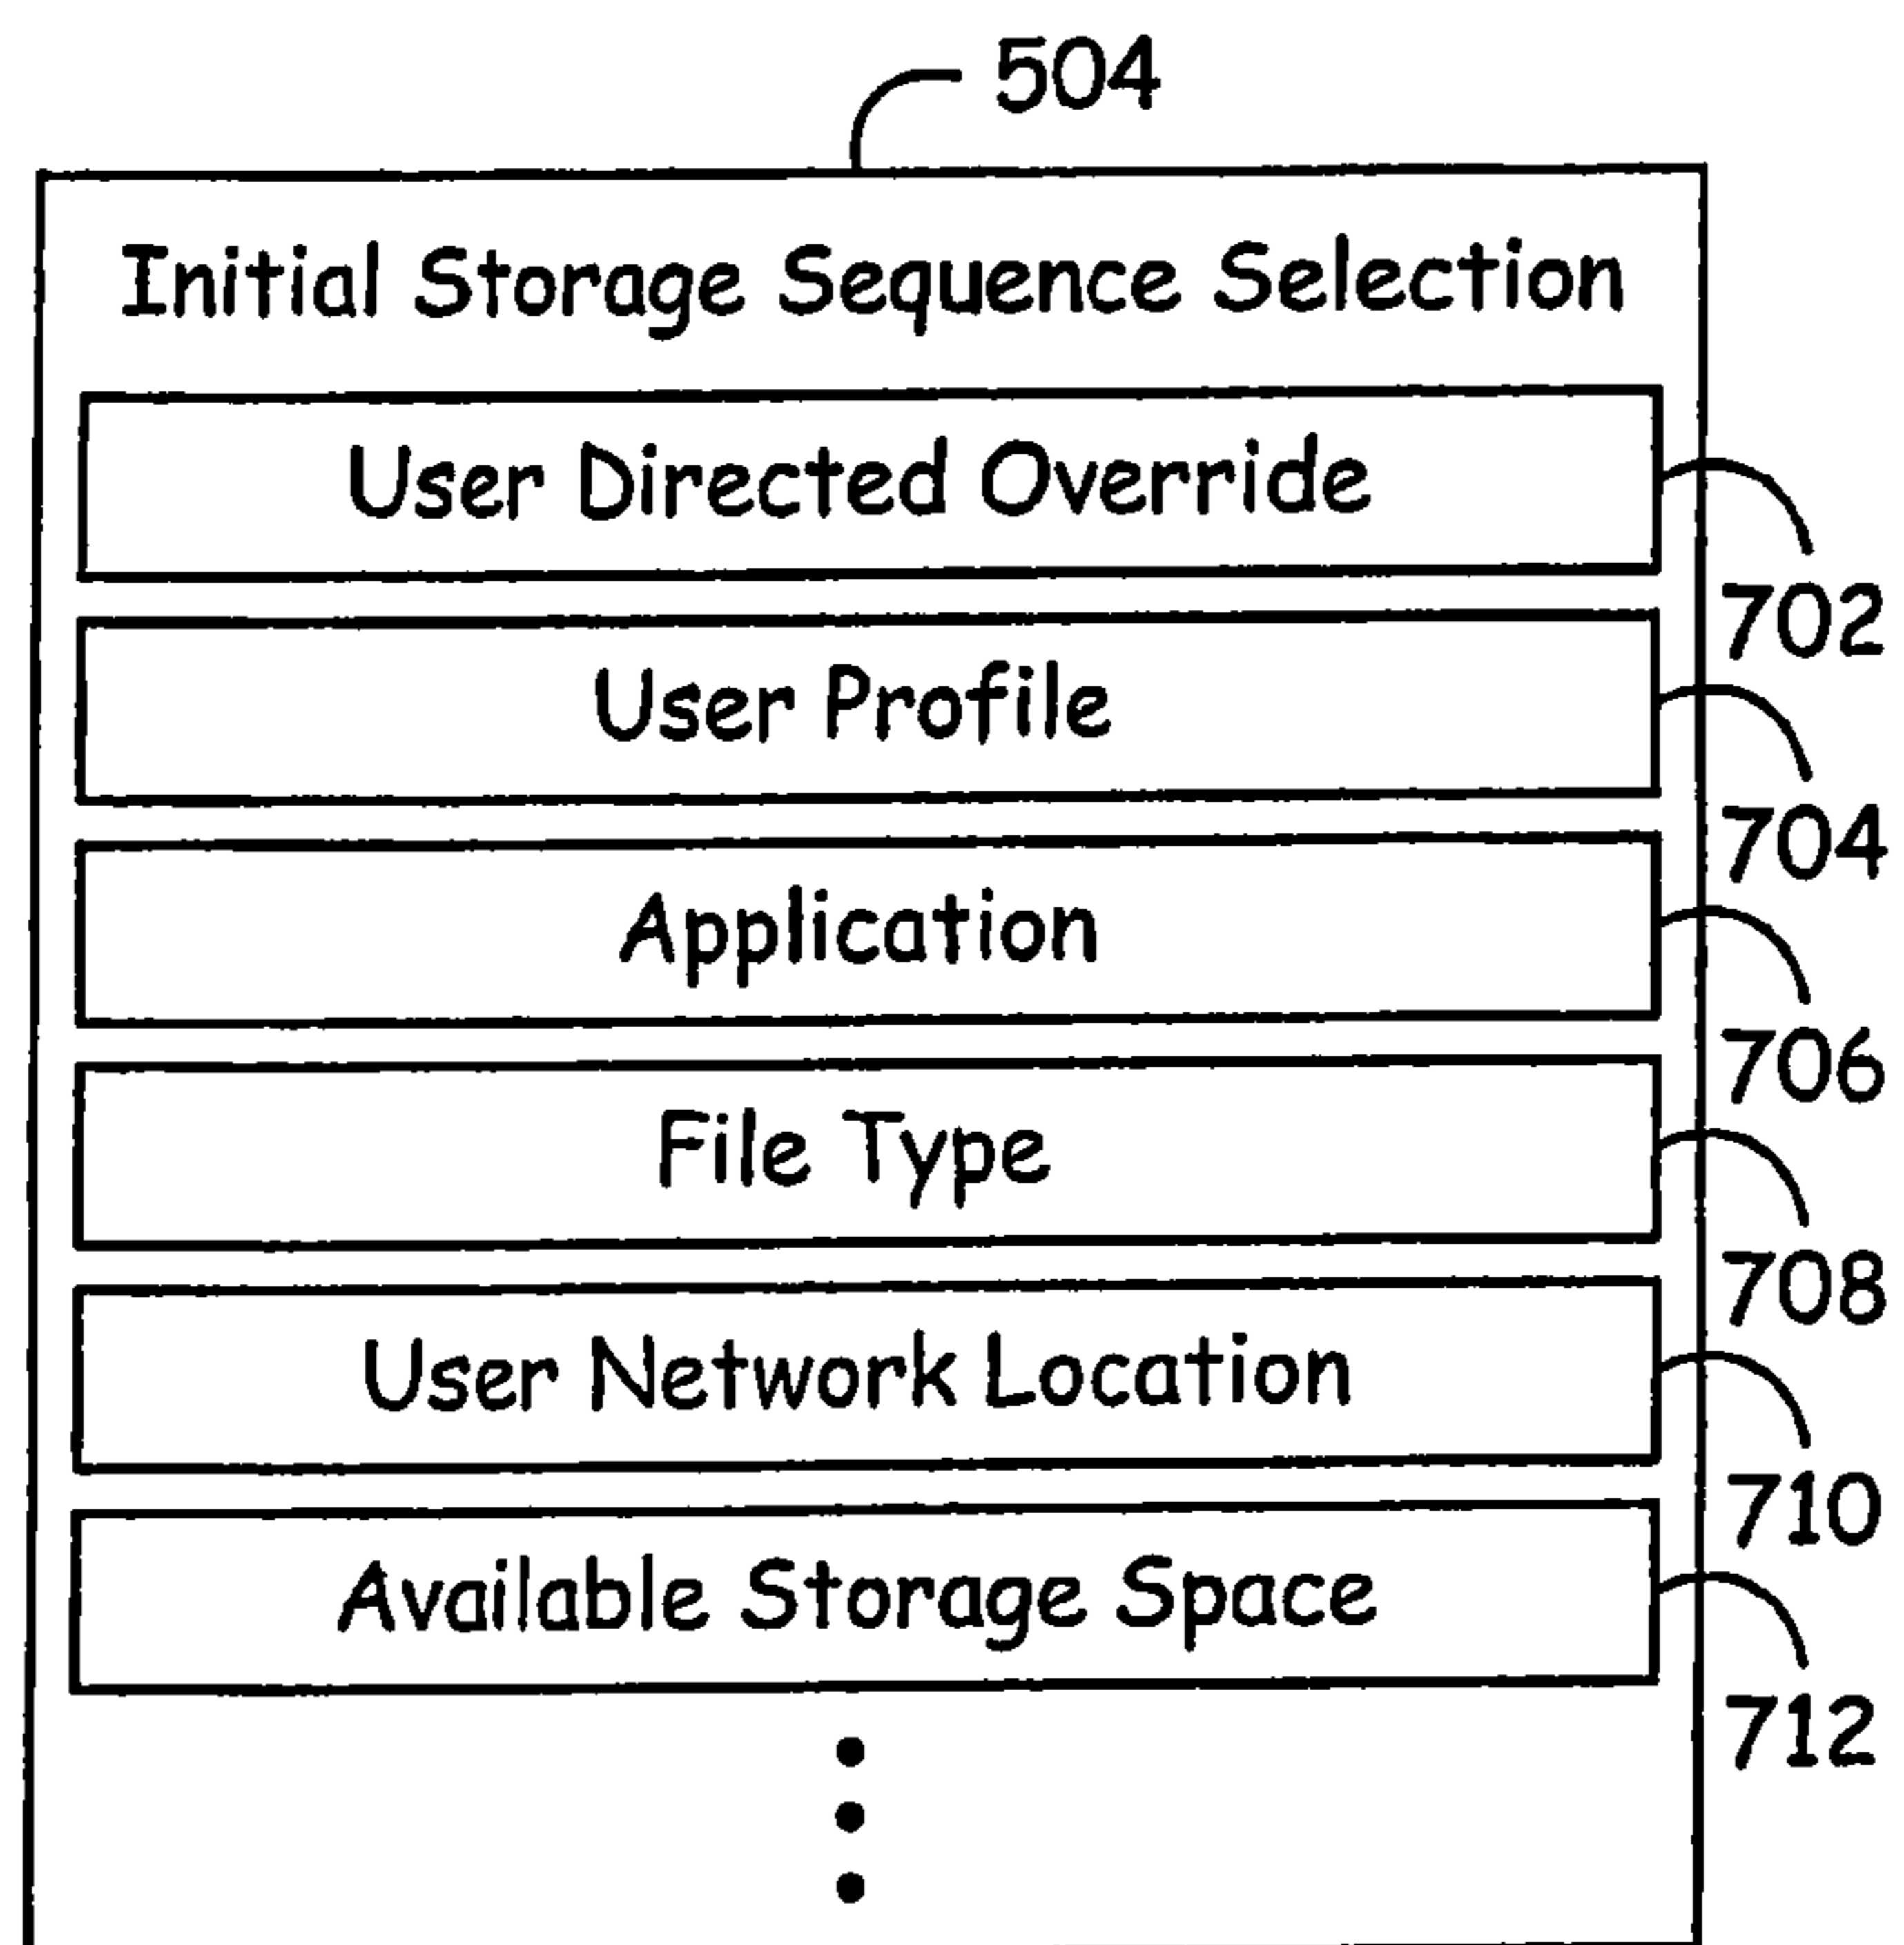 504
Initial Storage Sequence Selection
User Directed Override
702
User Profile
704
Application
706
File Type
708
User Network Location
710
Available Storage Space
712